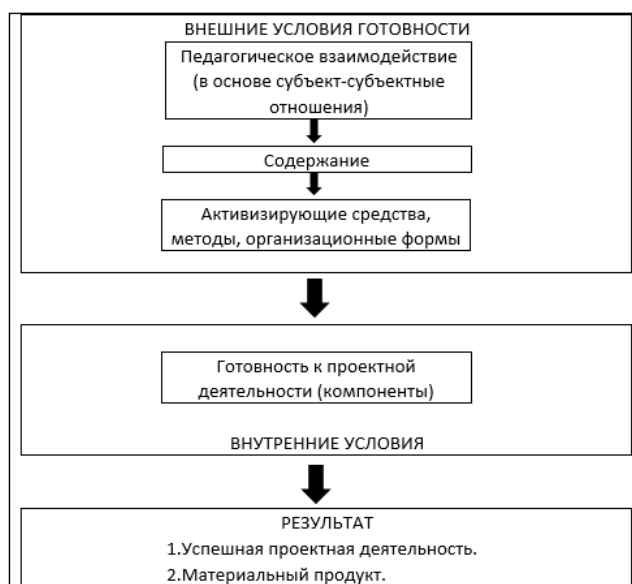 ВНЕШНИЕ УСЛОВИЯ ГОТОВНОСТИ
Педагогическое взаимодействие
(в основе субъект-субъектные
отношения)
Содержание
Активизирующие средства,
методы, организационные формы
Готовность к проектной
деятельности (компоненты)
ВНУТРЕННИЕ УСЛОВИЯ
РЕЗУЛЬТАТ
1.Успешная проектная деятельность.
2.Материальный продукт.